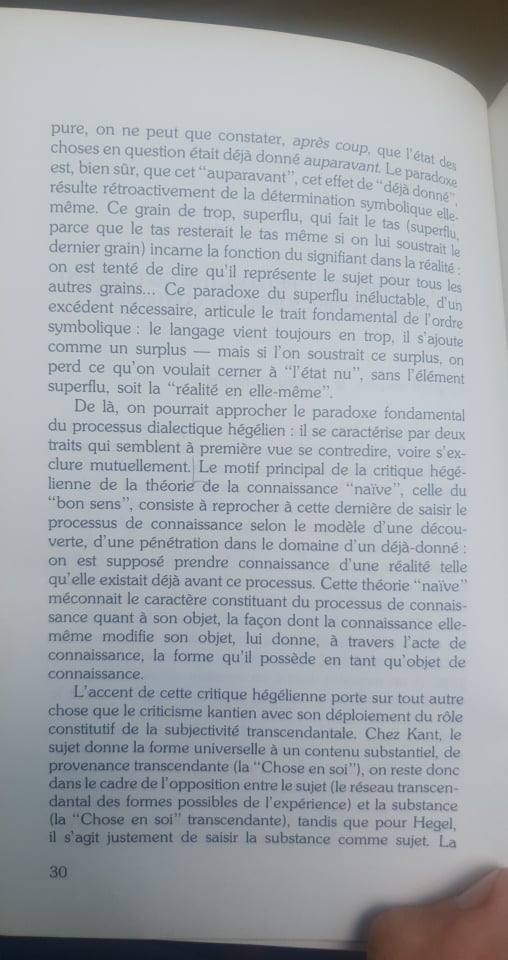 pure, on ne peut que constater, après coup, que l'état des
choses en question était déjà donné auparavant. Le paradoxe
est, bien sûr, que cet "auparavant", cet effet de "déjà donné",
résulte rétroactivement de la détermination symbolique elle-
même. Ce grain de trop, superflu, qui fait le tas (superflu,
parce que le tas resterait le tas même si on lui soustrait le
dernier grain) incarne la fonction du signifiant dans la réalité :
on est tenté de dire qu'il représente le sujet pour tous les
autres grains... Ce paradoxe du superflu inéluctable, d'un
excédent nécessaire, articule le trait fondamental de l'ordre
symbolique : le langage vient toujours en trop, il s'ajoute
comme un surplus — mais si l'on soustrait ce surplus, on
perd ce qu'on voulait cerner à "l'état nu", sans l'élément
superflu, soit la "réalité en elle-même".
De là, on pourrait approcher le paradoxe fondamental
du processus dialectique hégélien : il se caractérise par deux
traits qui semblent à première vue se contredire, voire s'ex-
clure mutuellement. Le motif principal de la critique hégé-
lienne de la théorie de la connaissance "naïve", celle du
"bon sens", consiste à reprocher à cette dernière de saisir le
processus de connaissance selon le modèle d'une décou-
verte, d'une pénétration dans le domaine d'un déjà-donné :
on est supposé prendre connaissance d'une réalité telle
qu'elle existait déjà avant ce processus. Cette théorie "naïve"
méconnait le caractère constituant du processus de connais-
sance quant à son objet, la façon dont la connaissance elle-
même modifie son objet, lui donne, à travers l'acte de
connaissance, la forme qu'il possède en tant qu'objet de
connaissance.
L'accent de cette critique hégélienne porte sur tout autre
chose que le criticisme kantien avec son déploiement du rôle
constitutif de la subjectivité transcendantale. Chez Kant, le
sujet donne la forme universelle à un contenu substantiel, de
provenance transcendante (la "Chose en soi"), on reste donc
dans le cadre de l'opposition entre le sujet (le réseau transcen-
dantal des formes possibles de l'expérience) et la substance
(la "Chose en soi" transcendante), tandis que pour Hegel,
il s'agit justement de saisir la substance comme sujet. La
30